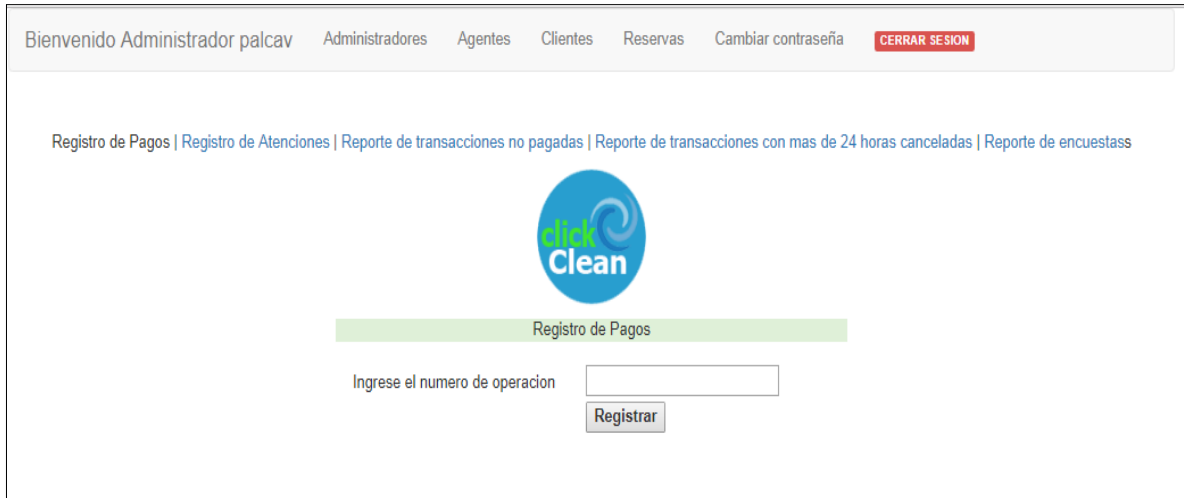 Bienvenido Administrador palcav Administradores Agentes Clientes Reservas Cambiar contraseña CERRAR SESION
Registro de Pagos | Registro de Atenciones | Reporte de transacciones no pagadas | Reporte de transacciones con mas de 24 horas canceladas | Reporte de encuestass
click
Clean
Registro de Pagos
Ingrese el numero de operacion
Registrar